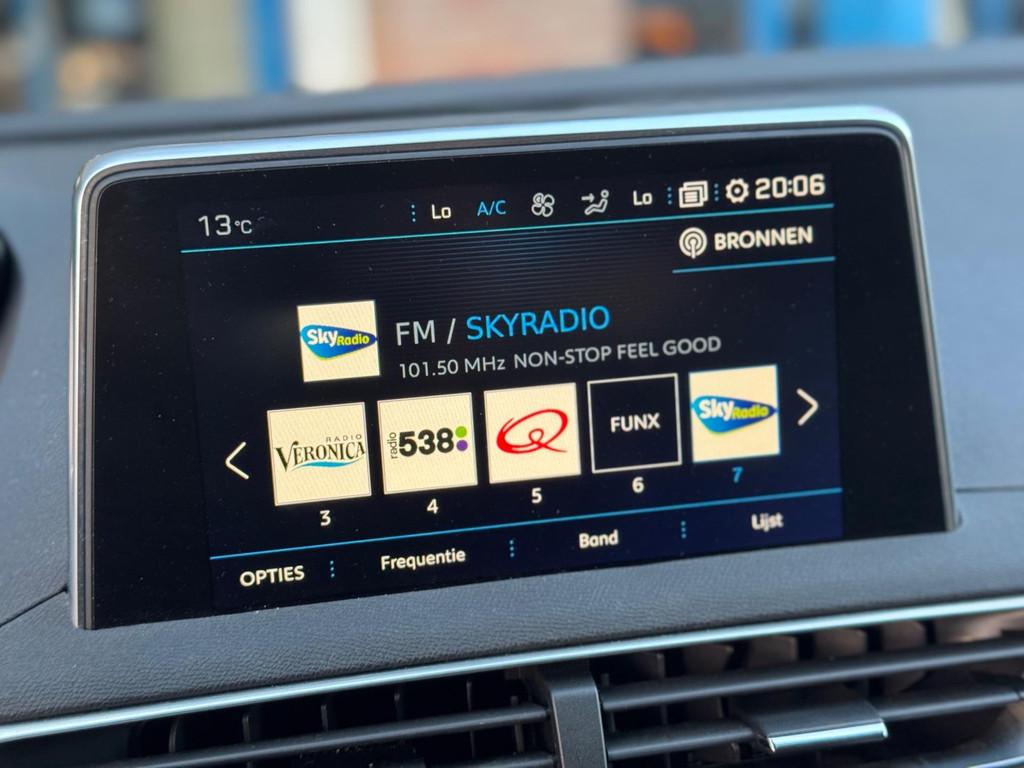 13°C
Lo A/C Lo 20:06
BRONNEN
Sky Radio
FM / SKYRADIO
101.50 MHz NON-STOP FEEL GOOD
RADIO VERONICA
radio 538
Q
FUNX
Sky Radio
3 4 5 6 7
OPTIES Frequentie Band Lijst